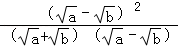 (√a − √b) 2
(√a+√b) (√a − √b)